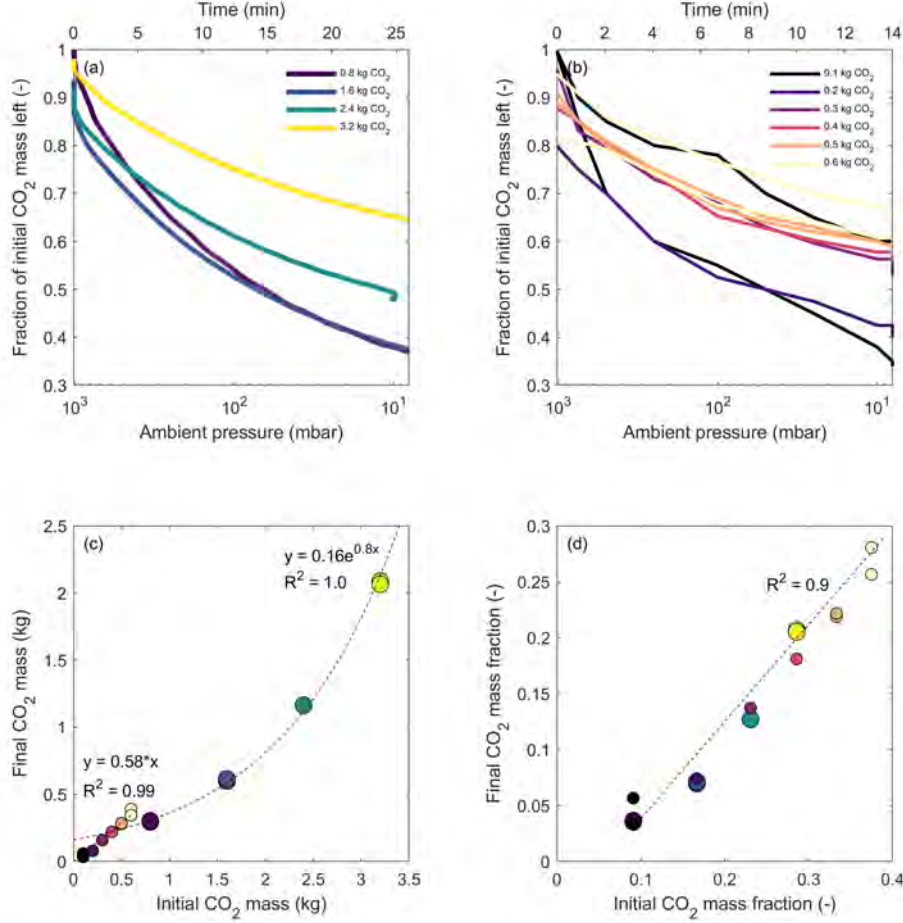 Time (min)
0 5 10 15 20 25
(a)
0.8 kg CO2
1.6 kg CO2
2.4 kg CO2
3.2 kg CO2
1
0.9
0.8
0.7
0.6
0.5
0.4
0.3
Fraction of initial CO2 mass left (-)
10^3 10^2 10^1
Ambient pressure (mbar)
Time (min)
0 2 4 6 8 10 12 14
(b)
0.1 kg CO2
0.2 kg CO2
0.3 kg CO2
0.4 kg CO2
0.5 kg CO2
0.6 kg CO2
1
0.9
0.8
0.7
0.6
0.5
0.4
0.3
Fraction of initial CO2 mass left (-)
10^3 10^2 10^1
Ambient pressure (mbar)
(c)
y = 0.16e^0.8x
R^2 = 1.0
y = 0.58*x
R^2 = 0.99
2.5
2
1.5
1
0.5
0
Final CO2 mass (kg)
0 0.5 1 1.5 2 2.5 3 3.5
Initial CO2 mass (kg)
(d)
R^2 = 0.9
0.3
0.25
0.2
0.15
0.1
0.05
0
Final CO2 mass fraction (-)
0 0.1 0.2 0.3 0.4
Initial CO2 mass fraction (-)